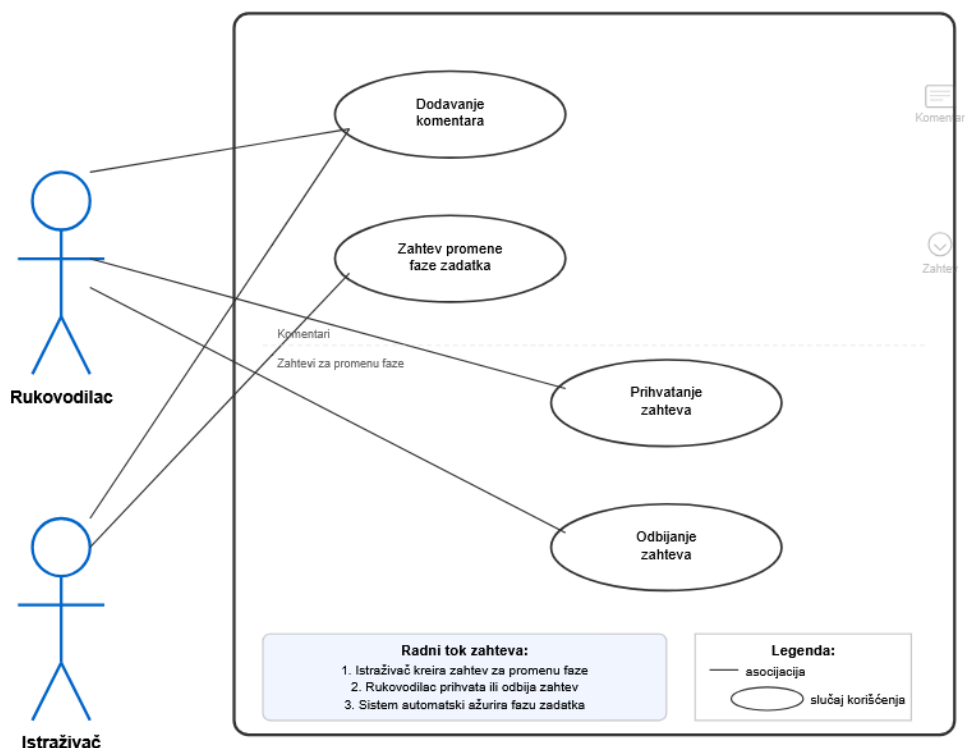 Dodavanje
komentara
Komentar
Zahtev promene
faze zadatka
Zahtev
Komentari
Zahtevi za promenu faze
Rukovodilac
Prihvatanje
zahteva
Odbijanje
zahteva
Radni tok zahteva:
1. Istraživač kreira zahtev za promenu faze
2. Rukovodilac prihvata ili odbija zahtev
3. Sistem automatski ažurira fazu zadatka
Legenda:
asocijacija
slučaj korišćenja
Istraživač